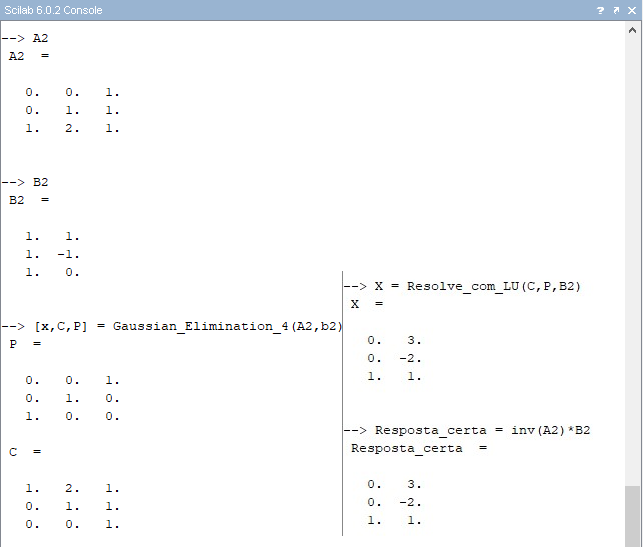 Scilab 6.0.2 Console
--> A2
A2  =
0.   0.   1.
0.   1.   1.
1.   2.   1.
--> B2
B2  =
1.   1.
1.  -1.
1.   0.
--> [x,C,P] = Gaussian_Elimination_4(A2,b2)
P  =
0.   0.   1.
0.   1.   0.
1.   0.   0.
C  =
1.   2.   1.
0.   1.   1.
0.   0.   1.
--> X = Resolve_com_LU(C,P,B2)
X  =
0.   3.
0.  -2.
1.   1.
--> Resposta_certa = inv(A2)*B2
Resposta_certa  =
0.   3.
0.  -2.
1.   1.